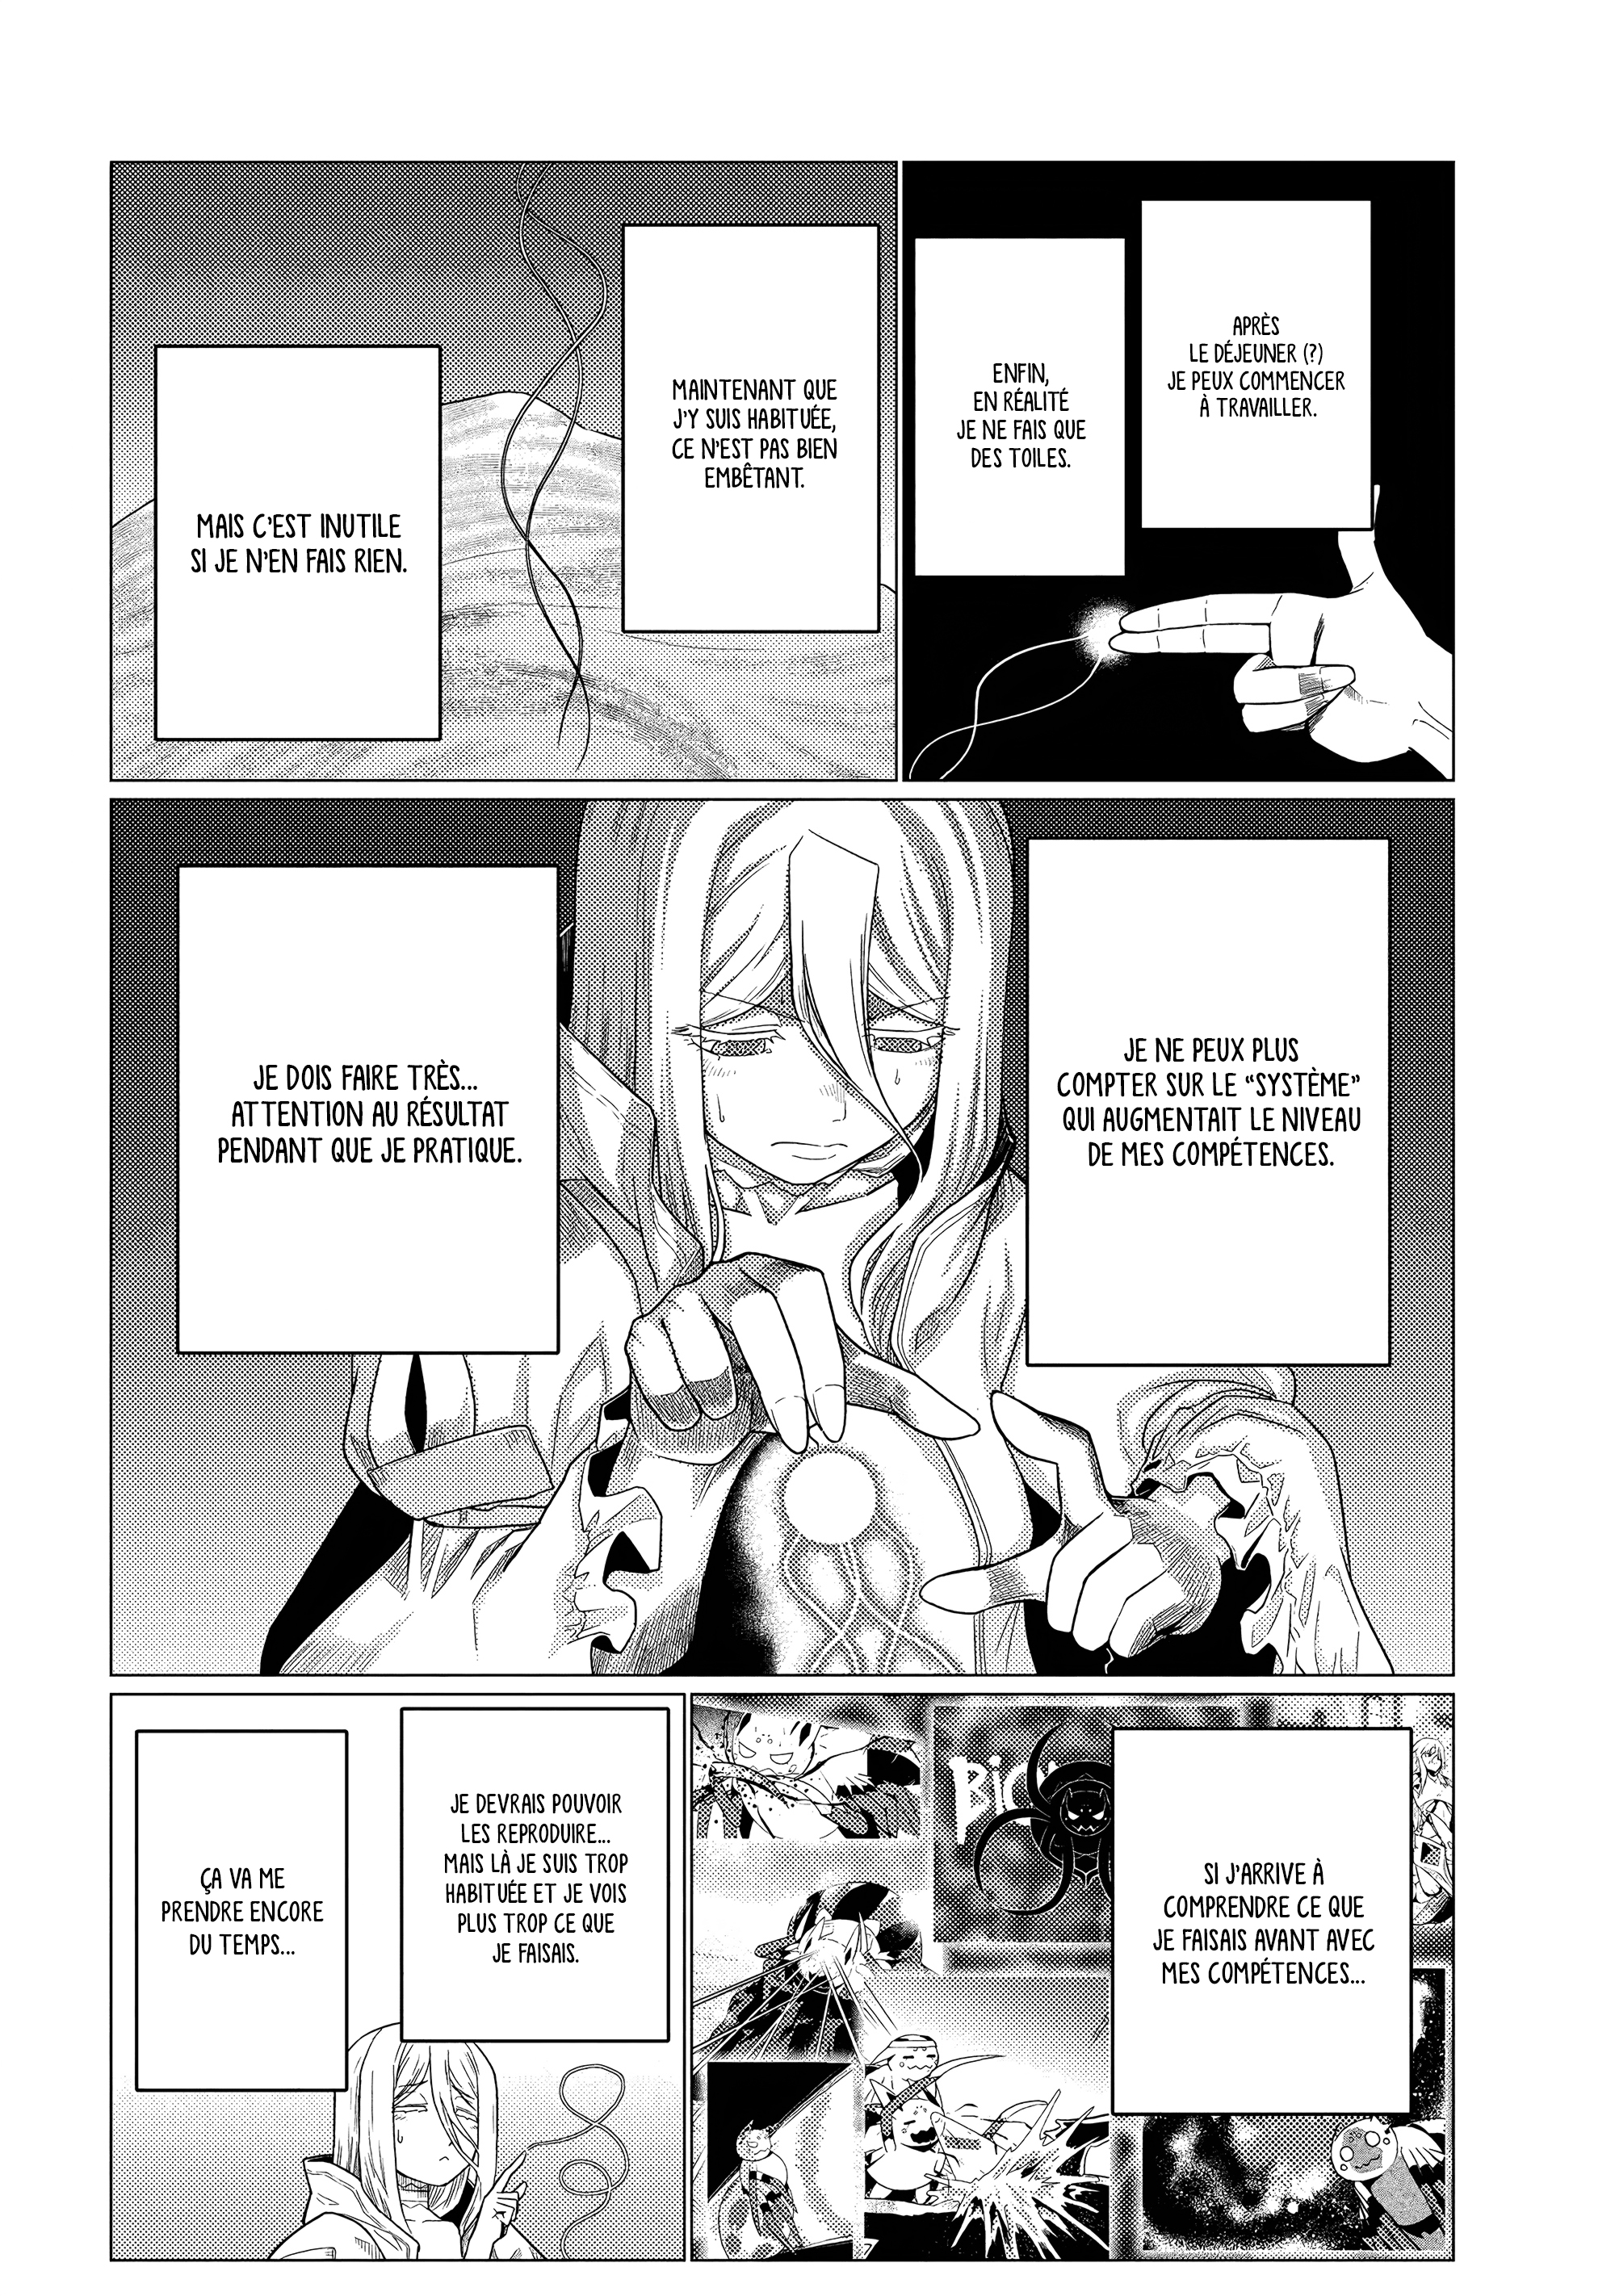 APRÈS
LE DÉJEUNER (?)
JE PEUX COMMENCER
À TRAVAILLER.
ENFIN,
EN RÉALITÉ
JE NE FAIS QUE
DES TOILES.
MAINTENANT QUE
J'Y SUIS HABITUÉE,
CE N'EST PAS BIEN
EMBÊTANT.
MAIS C'EST INUTILE
SI JE N'EN FAIS RIEN.
JE NE PEUX PLUS
COMPTER SUR LE "SYSTÈME"
QUI AUGMENTAIT LE NIVEAU
DE MES COMPÉTENCES.
JE DOIS FAIRE TRÈS...
ATTENTION AU RÉSULTAT
PENDANT QUE JE PRATIQUE.
SI J'ARRIVE À
COMPRENDRE CE QUE
JE FAISAIS AVANT AVEC
MES COMPÉTENCES...
JE DEVRAIS POUVOIR
LES REPRODUIRE...
MAIS LÀ JE SUIS TROP
HABITUÉE ET JE VOIS
PLUS TROP CE QUE
JE FAISAIS.
ÇA VA ME
PRENDRE ENCORE
DU TEMPS...